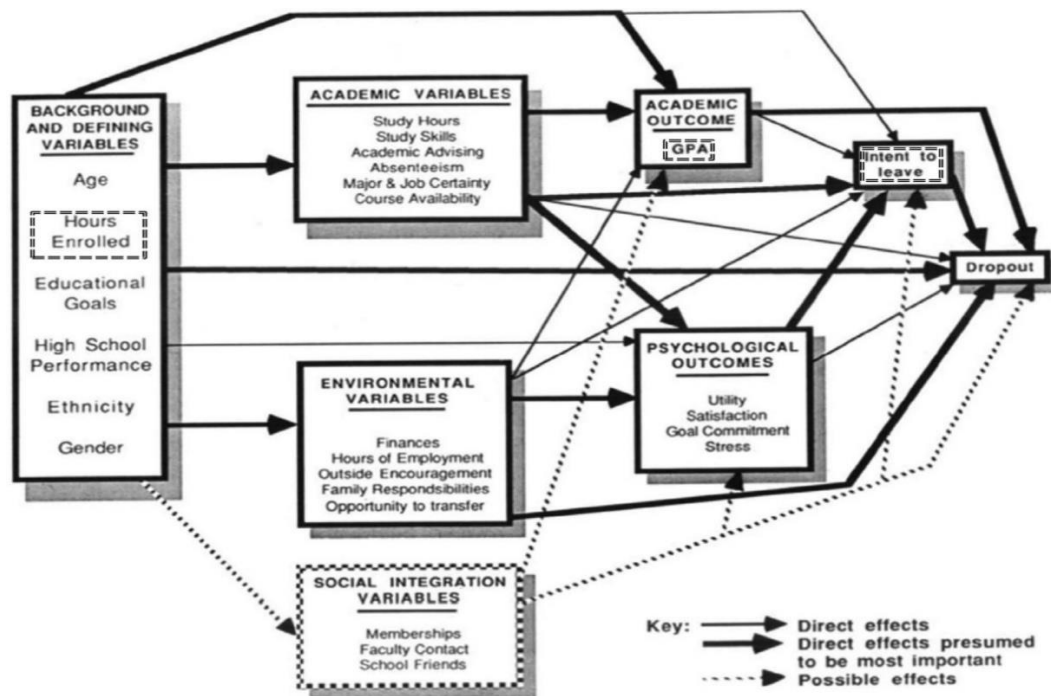 BACKGROUND
AND DEFINING
VARIABLES
Age
Hours
Enrolled
Educational
Goals
High School
Performance
Ethnicity
Gender
ACADEMIC VARIABLES
Study Hours
Study Skills
Academic Advising
Absenteeism
Major & Job Certainty
Course Availability
ENVIRONMENTAL
VARIABLES
Finances
Hours of Employment
Outside Encouragement
Family Respondsibilities
Opportunity to transfer
SOCIAL INTEGRATION
VARIABLES
Memberships
Faculty Contact
School Friends
ACADEMIC
OUTCOME
GPA
PSYCHOLOGICAL
OUTCOMES
Utility
Satisfaction
Goal Commitment
Stress
Intent to
leave
Dropout
Key:
Direct effects
Direct effects presumed
to be most important
Possible effects